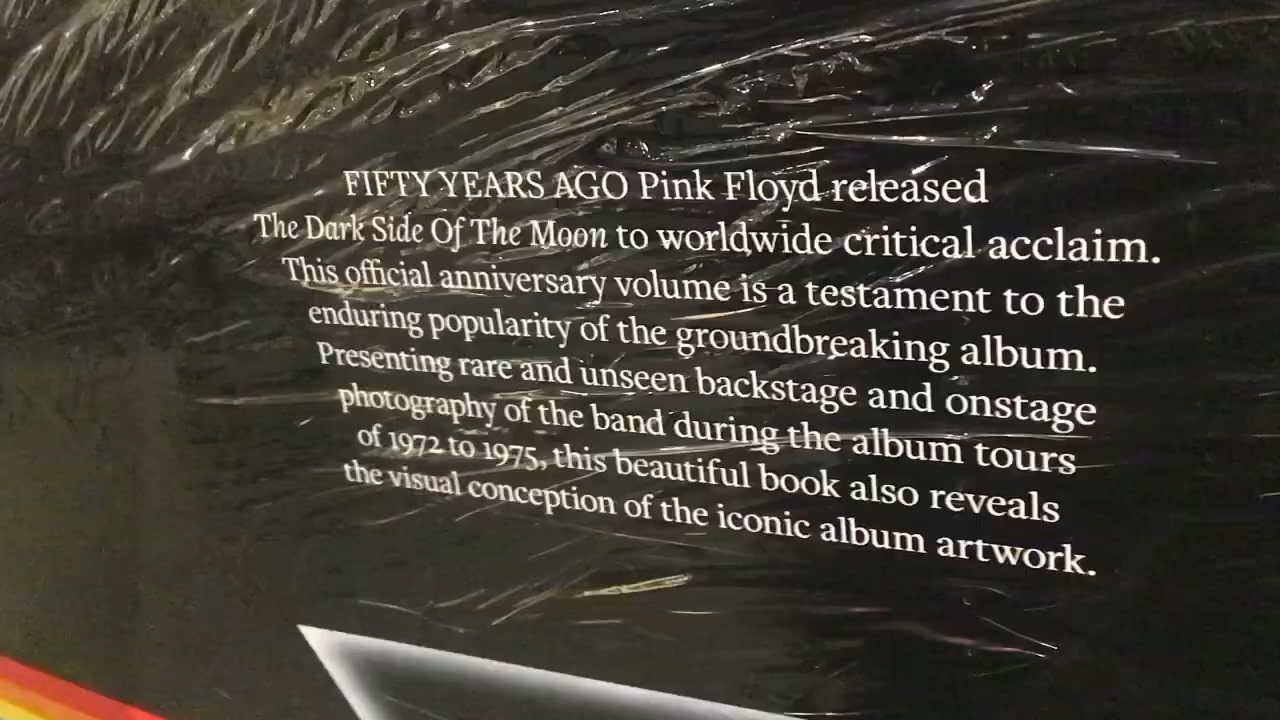 FIFTY YEARS AGO Pink Floyd released
The Dark Side Of The Moon to worldwide critical acclaim.
This official anniversary volume is a testament to the
enduring popularity of the groundbreaking album.
Presenting rare and unseen backstage and onstage
photography of the band during the album tours
of 1972 to 1975, this beautiful book also reveals
the visual conception of the iconic album artwork.